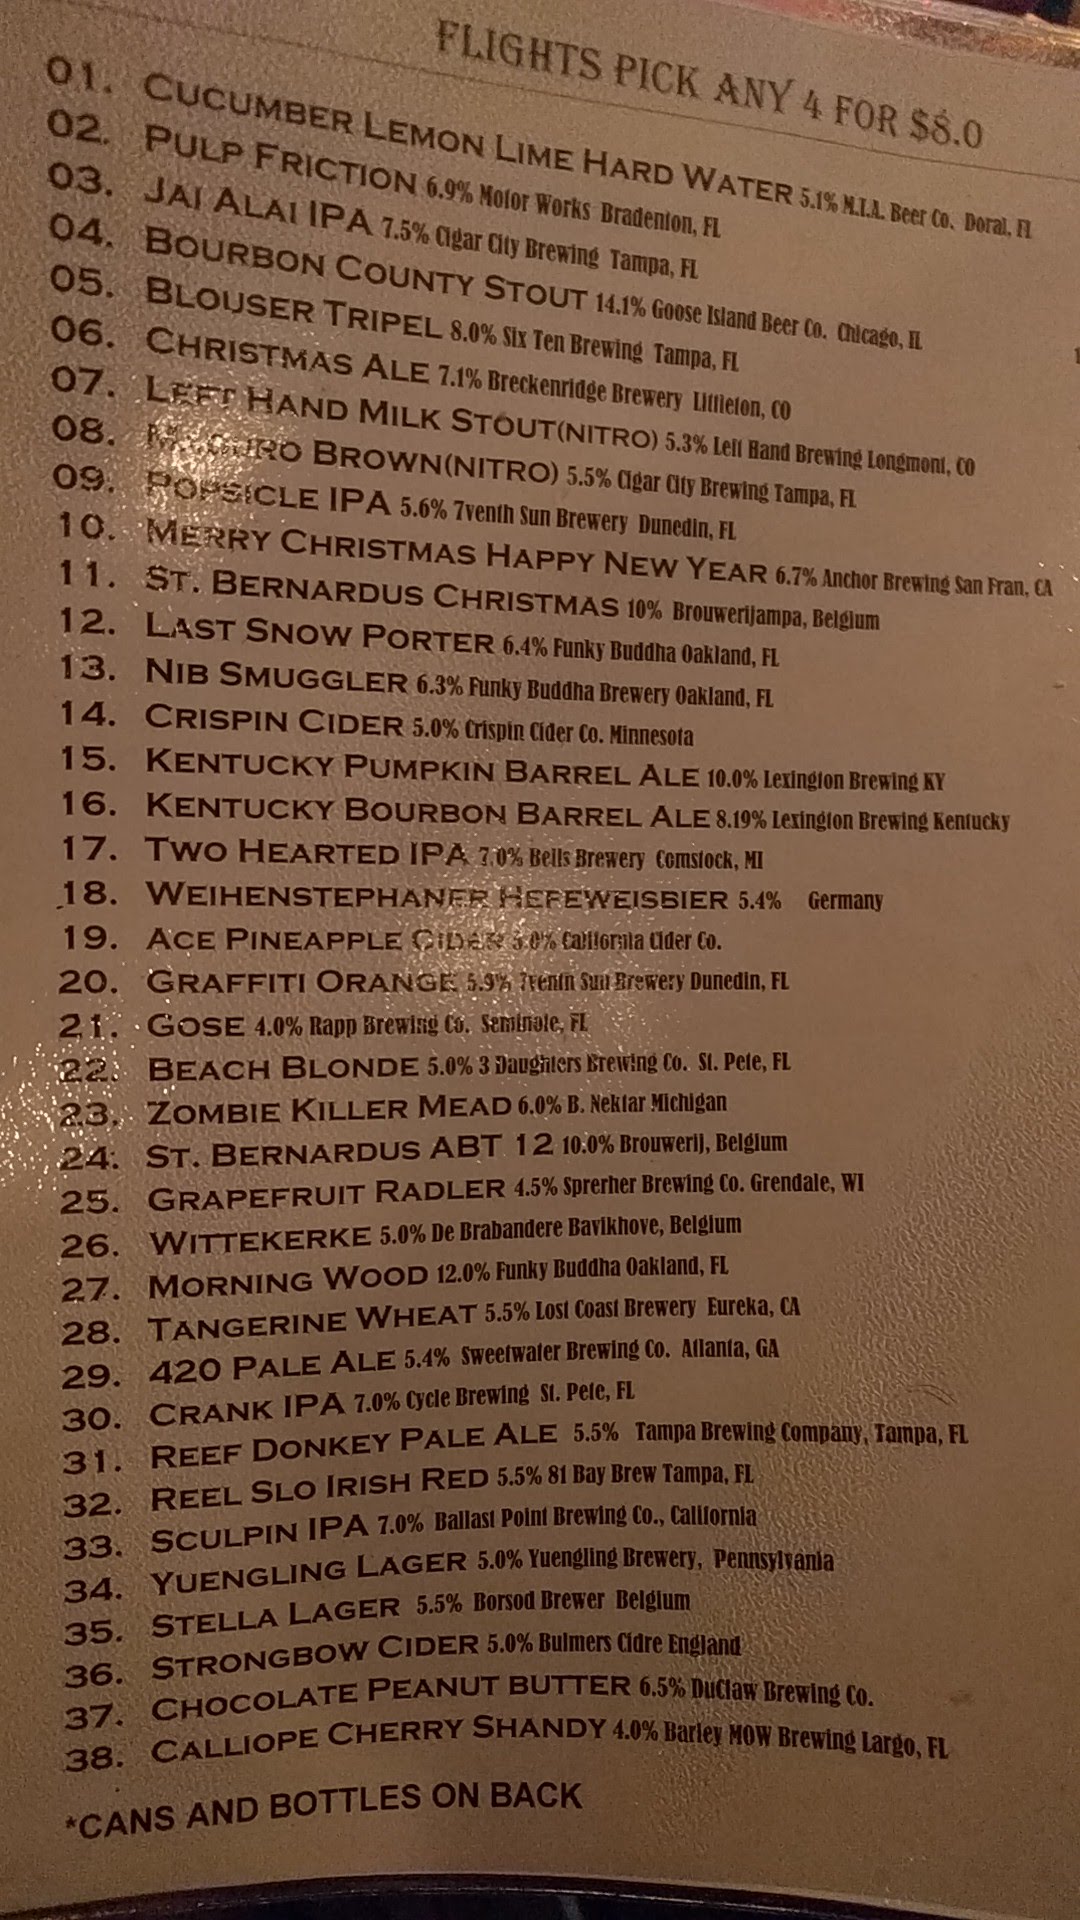 FLIGHTS PICK ANY 4 FOR $8.0
01. CUCUMBER LEMON LIME HARD WATER 5.1% M.I.A. Beer Co. Doral, FL
02. PULP FRICTION 6.9% Motor Works Bradenton, FL
03. JAI ALAI IPA 7.5% Cigar City Brewing Tampa, FL
04. BOURBON COUNTY STOUT 14.1% Goose Island Beer Co. Chicago, IL
05. BLOUSER TRIPEL 8.0% Six Ten Brewing Tampa, FL
06. CHRISTMAS ALE 7.1% Breckenridge Brewery Littleton, CO
07. LEFT HAND MILK STOUT(NITRO) 5.3% Left Hand Brewing Longmont, CO
08. MADURO BROWN(NITRO) 5.5% Cigar City Brewing Tampa, FL
09. POPSICLE IPA 5.6% 7venth Sun Brewery Dunedin, FL
10. MERRY CHRISTMAS HAPPY NEW YEAR 6.7% Anchor Brewing San Fran, CA
11. ST. BERNARDUS CHRISTMAS 10% Brouwerijampa, Belgium
12. LAST SNOW PORTER 6.4% Funky Buddha Oakland, FL
13. NIB SMUGGLER 6.3% Funky Buddha Brewery Oakland, FL
14. CRISPIN CIDER 5.0% Crispin Cider Co. Minnesota
15. KENTUCKY PUMPKIN BARREL ALE 10.0% Lexington Brewing KY
16. KENTUCKY BOURBON BARREL ALE 8.19% Lexington Brewing Kentucky
17. TWO HEARTED IPA 7.0% Bells Brewery Comstock, MI
18. WEIHENSTEPHANER HEFEWEISBIER 5.4% Germany
19. ACE PINEAPPLE CIDER 5.0% California Cider Co.
20. GRAFFITI ORANGE 5.9% 7venth Sun Brewery Dunedin, FL
21. GOSE 4.0% Rapp Brewing Co. Seminole, FL
22. BEACH BLONDE 5.0% 3 Daughters Brewing Co. St. Pete, FL
23. ZOMBIE KILLER MEAD 6.0% B. Nektar Michigan
24. ST. BERNARDUS ABT 12 10.0% Brouwerij, Belgium
25. GRAPEFRUIT RADLER 4.5% Sprerher Brewing Co. Grendale, WI
26. WITTEKERKE 5.0% De Brabandere Bavikhove, Belgium
27. MORNING WOOD 12.0% Funky Buddha Oakland, FL
28. TANGERINE WHEAT 5.5% Lost Coast Brewery Eureka, CA
29. 420 PALE ALE 5.4% Sweetwater Brewing Co. Atlanta, GA
30. CRANK IPA 7.0% Cycle Brewing St. Pete, FL
31. REEF DONKEY PALE ALE 5.5% Tampa Brewing Company, Tampa, FL
32. REEL SLO IRISH RED 5.5% 81 Bay Brew Tampa, FL
33. SCULPIN IPA 7.0% Ballast Point Brewing Co., California
34. YUENGLING LAGER 5.0% Yuengling Brewery, Pennsylvania
35. STELLA LAGER 5.5% Borsod Brewer Belgium
36. STRONGBOW CIDER 5.0% Bulmers Cidre England
37. CHOCOLATE PEANUT BUTTER 6.5% DuClaw Brewing Co.
38. CALLIOPE CHERRY SHANDY 4.0% Barley MOW Brewing Largo, FL
*CANS AND BOTTLES ON BACK